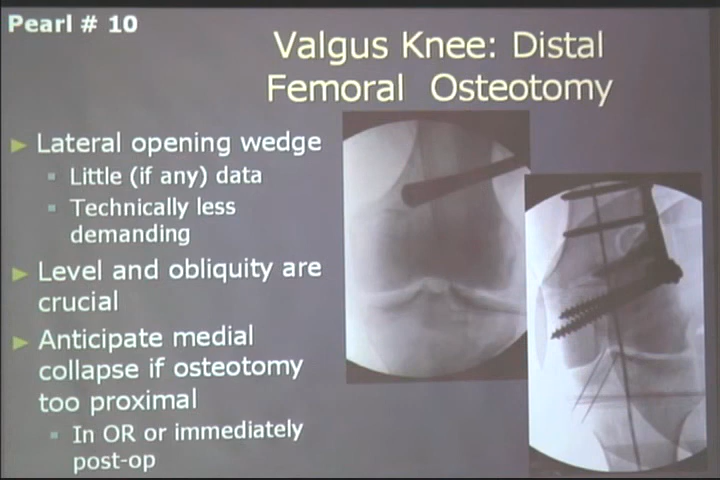 Pearl # 10
Valgus Knee: Distal
Femoral Osteotomy
Lateral opening wedge
Little (if any) data
Technically less
demanding
Level and obliquity are
crucial
Anticipate medial
collapse if osteotomy
too proximal
In OR or immediately
post-op